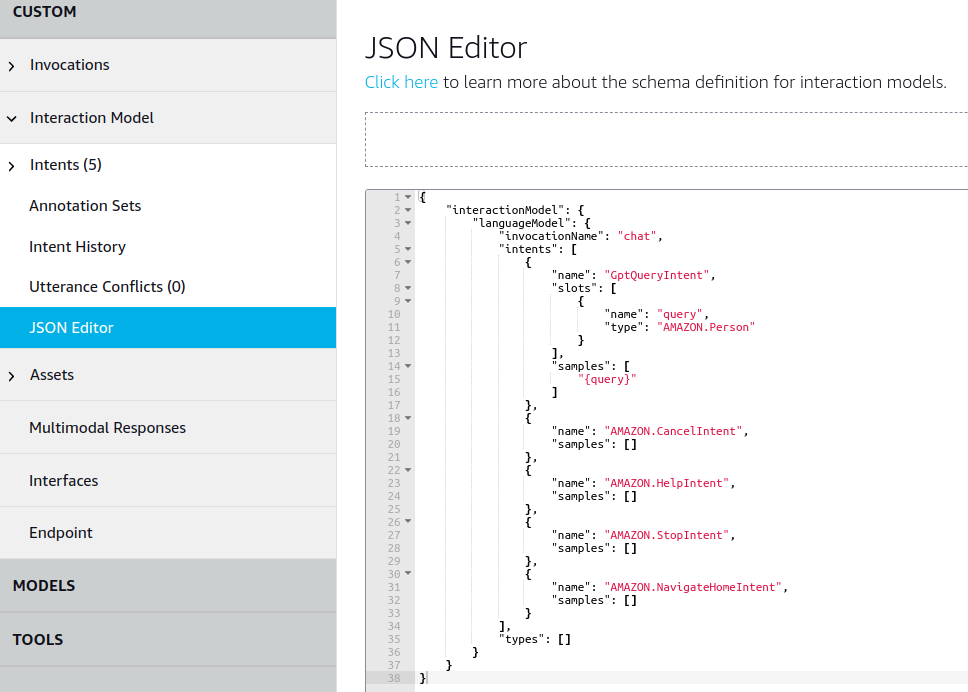 CUSTOM
Invocations
Interaction Model
Intents (5)
Annotation Sets
Intent History
Utterance Conflicts (0)
JSON Editor
Assets
Multimodal Responses
Interfaces
Endpoint
MODELS
TOOLS
JSON Editor
Click here to learn more about the schema definition for interaction models.
1 {
2 "interactionModel": {
3 "languageModel": {
4 "invocationName": "chat",
5 "intents": [
6 {
7 "name": "GptQueryIntent",
8 "slots": [
9 {
10 "name": "query",
11 "type": "AMAZON.Person"
12 }
13 ],
14 "samples": [
15 "{query}"
16 ]
17 },
18 {
19 "name": "AMAZON.CancelIntent",
20 "samples": []
21 },
22 {
23 "name": "AMAZON.HelpIntent",
24 "samples": []
25 },
26 {
27 "name": "AMAZON.StopIntent",
28 "samples": []
29 },
30 {
31 "name": "AMAZON.NavigateHomeIntent",
32 "samples": []
33 }
34 ],
35 "types": []
36 }
37 }
38 }